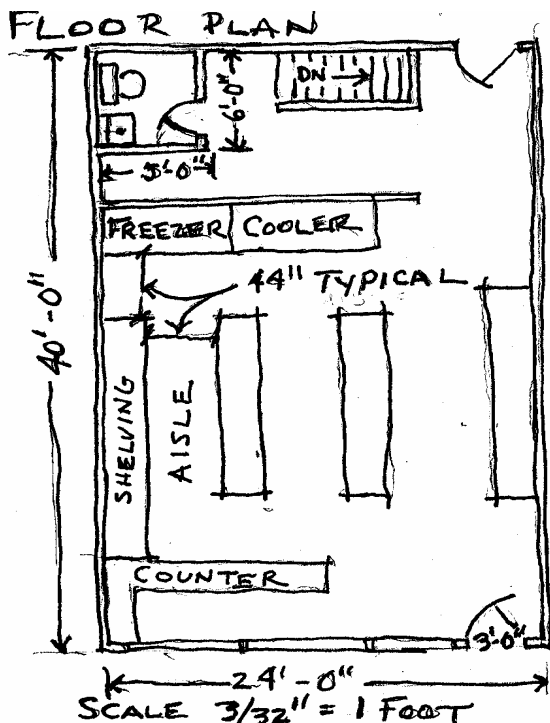 FLOOR PLAN
DN
6'-0"
5'-0"
FREEZER
COOLER
44" TYPICAL
40'-0"
SHELVING
AISLE
COUNTER
3'-0"
24'-0"
SCALE 3/32" = 1 FOOT